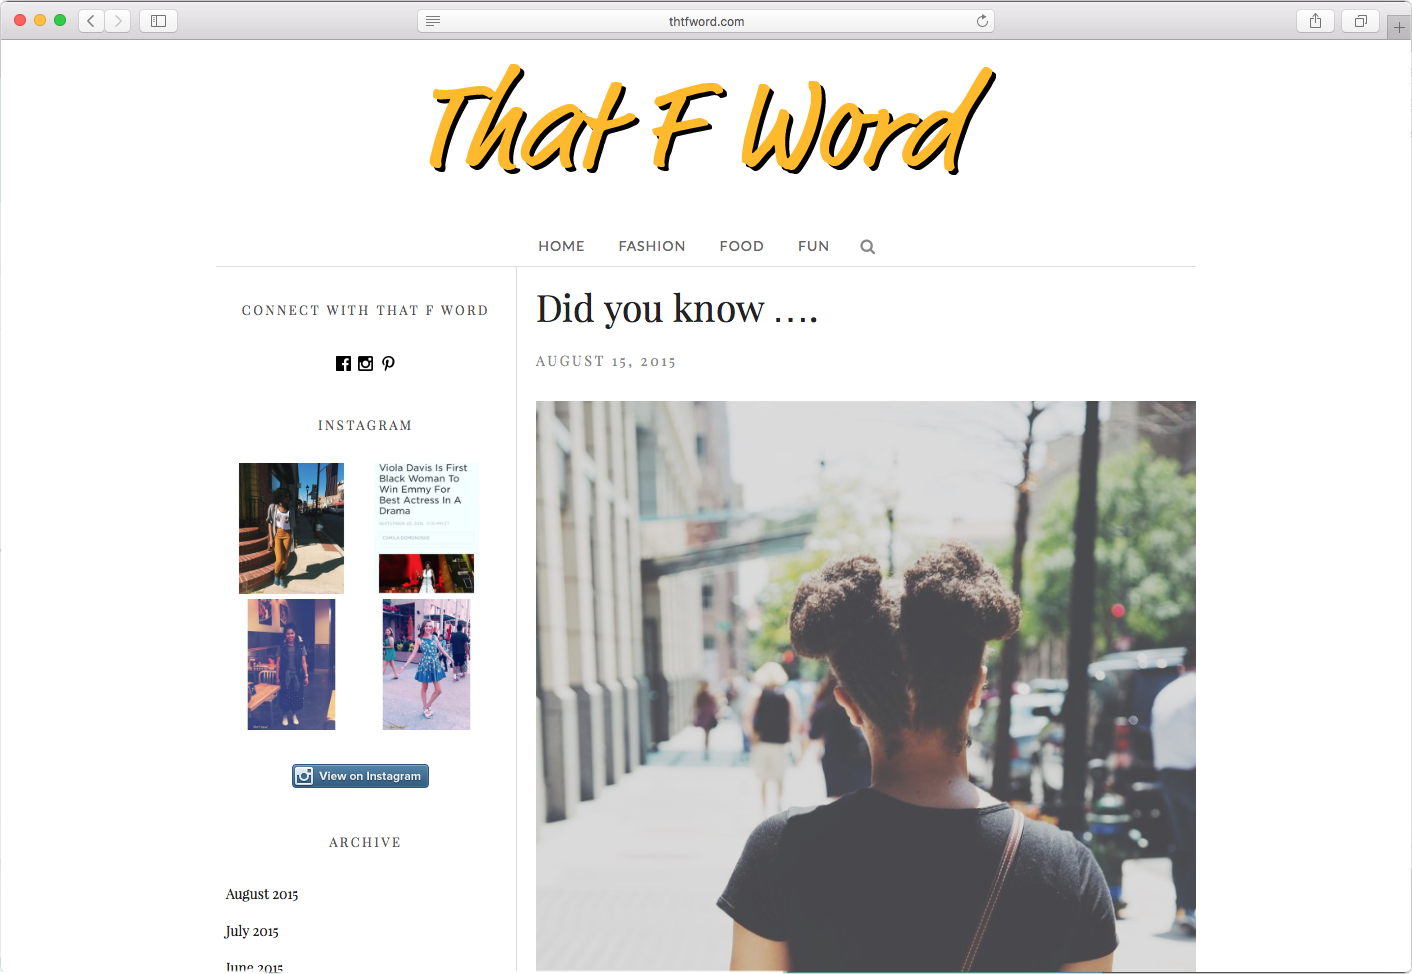 thtfword.com
That F Word
HOME FASHION FOOD FUN
CONNECT WITH THAT F WORD
INSTAGRAM
Viola Davis Is First
Black Woman To
Win Emmy For
Best Actress In A
Drama
View on Instagram
ARCHIVE
August 2015
July 2015
June 2015
Did you know ….
AUGUST 15, 2015